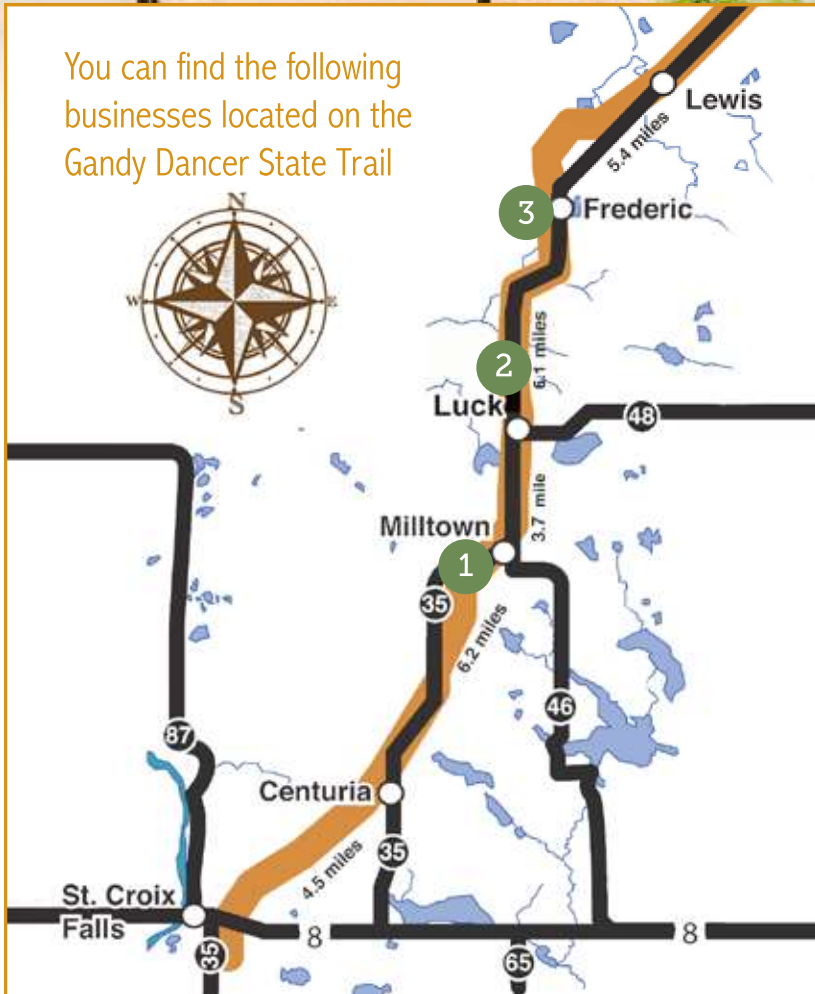 You can find the following
businesses located on the
Gandy Dancer State Trail
N
W
E
S
Lewis
5.4 miles
3
Frederic
6.1 miles
2
Luck
48
3.7 mile
Milltown
1
35
6.2 miles
46
87
Centuria
35
4.5 miles
St. Croix
Falls
8
8
35
65